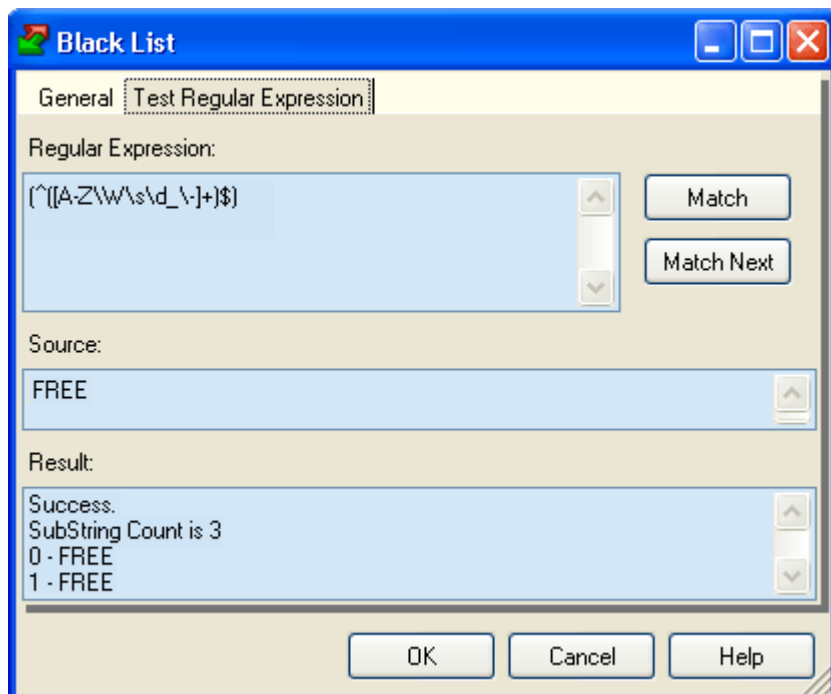 Black List
General Test Regular Expression
Regular Expression:
(^([A-Z\W\s\d_\-]+)$)
Match
Match Next
Source:
FREE
Result:
Success.
SubString Count is 3
0 - FREE
1 - FREE
OK Cancel Help